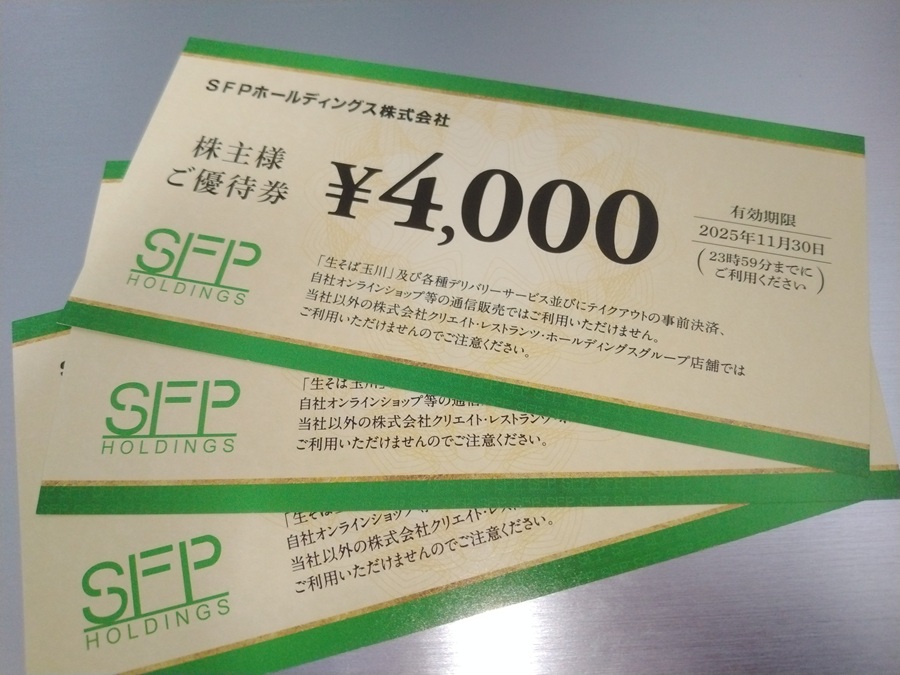 SFPホールディングス株式会社
株主様
ご優待券
¥4,000
有効期限
2025年11月30日
(23時59分までに
ご利用ください)
SFP
HOLDINGS
「生そば玉川」及び各種デリバリーサービス並びにテイクアウトの事前決済、
自社オンラインショップ等の通信販売ではご利用いただけません。
当社以外の株式会社クリエイト・レストランツ・ホールディングスグループ店舗では
ご利用いただけませんのでご注意ください。
SFP
HOLDINGS
「生そば玉川」
自社オンラインショップ等の通信
当社以外の株式会社クリエイト・レストランツ・ホ
ご利用いただけませんのでご注意ください。
SFP
HOLDINGS
「生そば
自社オンラインショップ
当社以外の株式会社クリエイト・レス
ご利用いただけませんのでご注意ください。